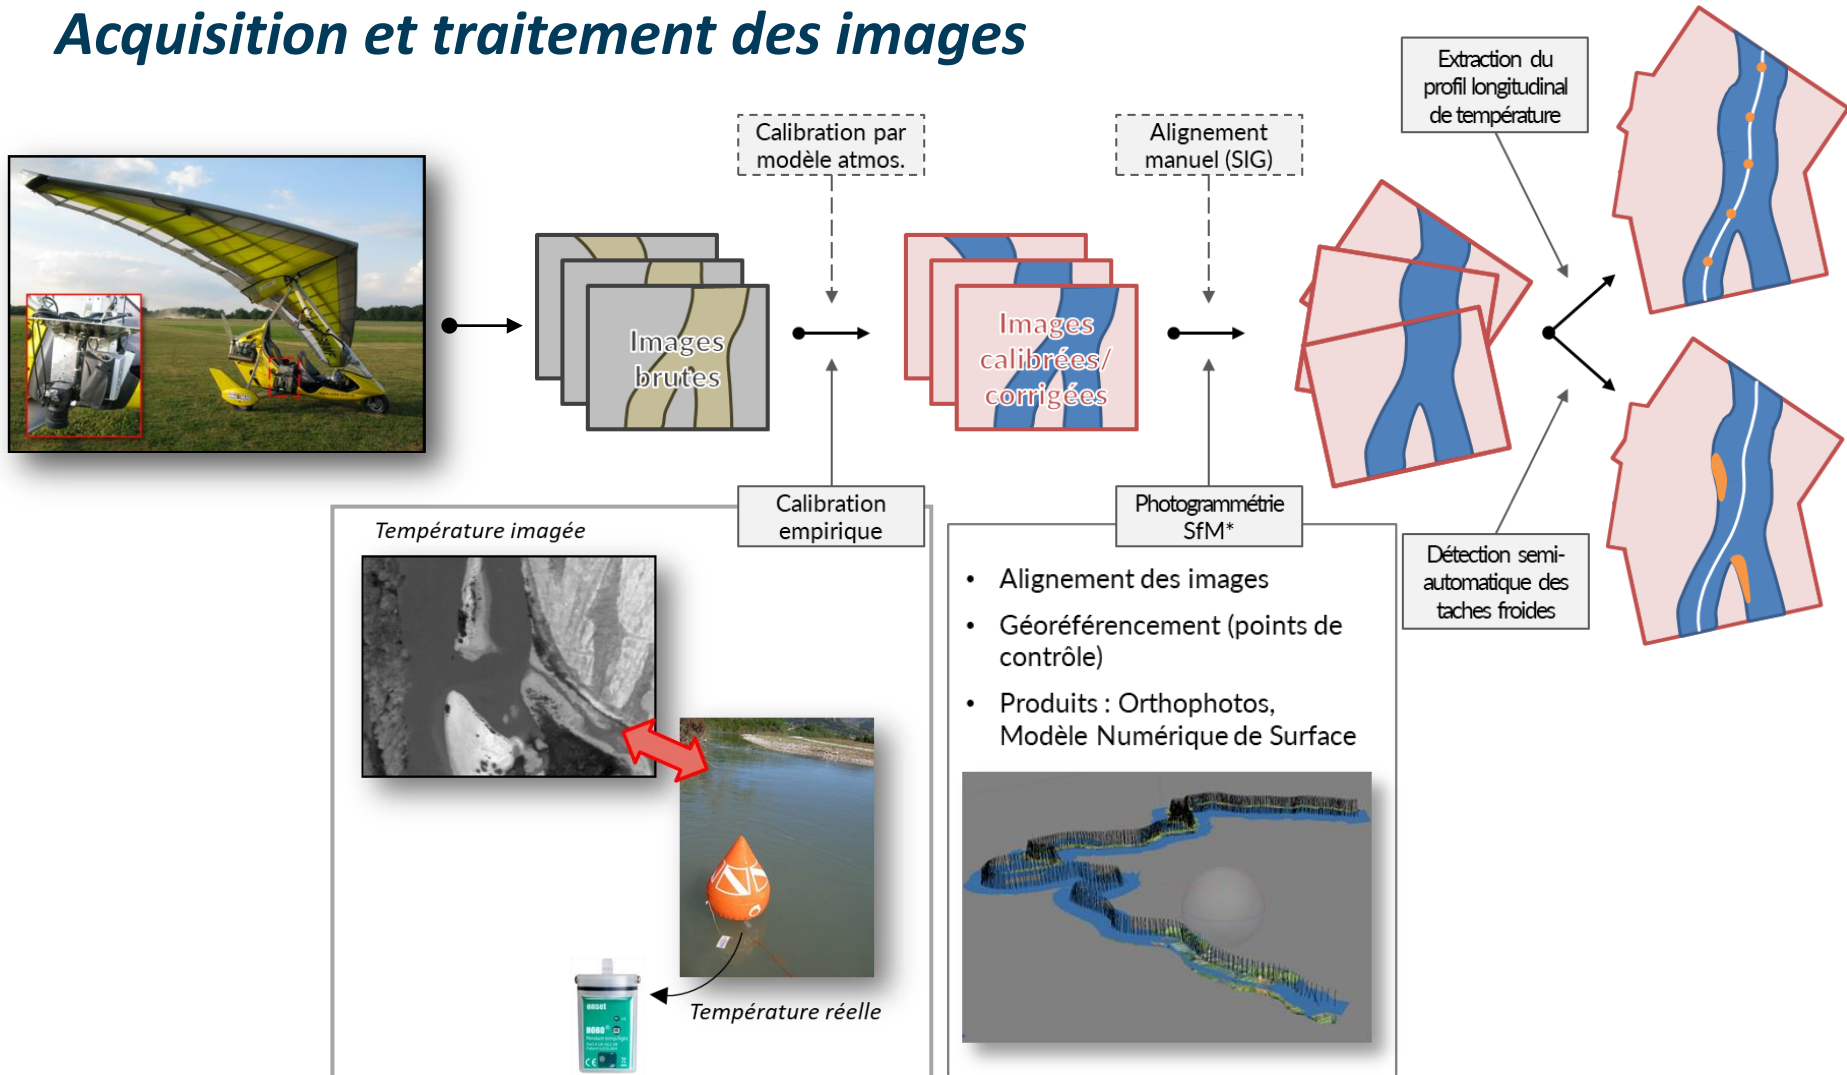 Acquisition et traitement des images
Extraction du
profil longitudinal
de température
Calibration par
modèle atmos.
Alignement
manuel (SIG)
Images
brutes
Images
calibrées/
corrigées
Calibration
empirique
Photogrammétrie
SfM*
Détection semi-
automatique des
taches froides
Température imagée
• Alignement des images
• Géoréférencement (points de
contrôle)
• Produits : Orthophotos,
Modèle Numérique de Surface
onset
HOBO
Température réelle